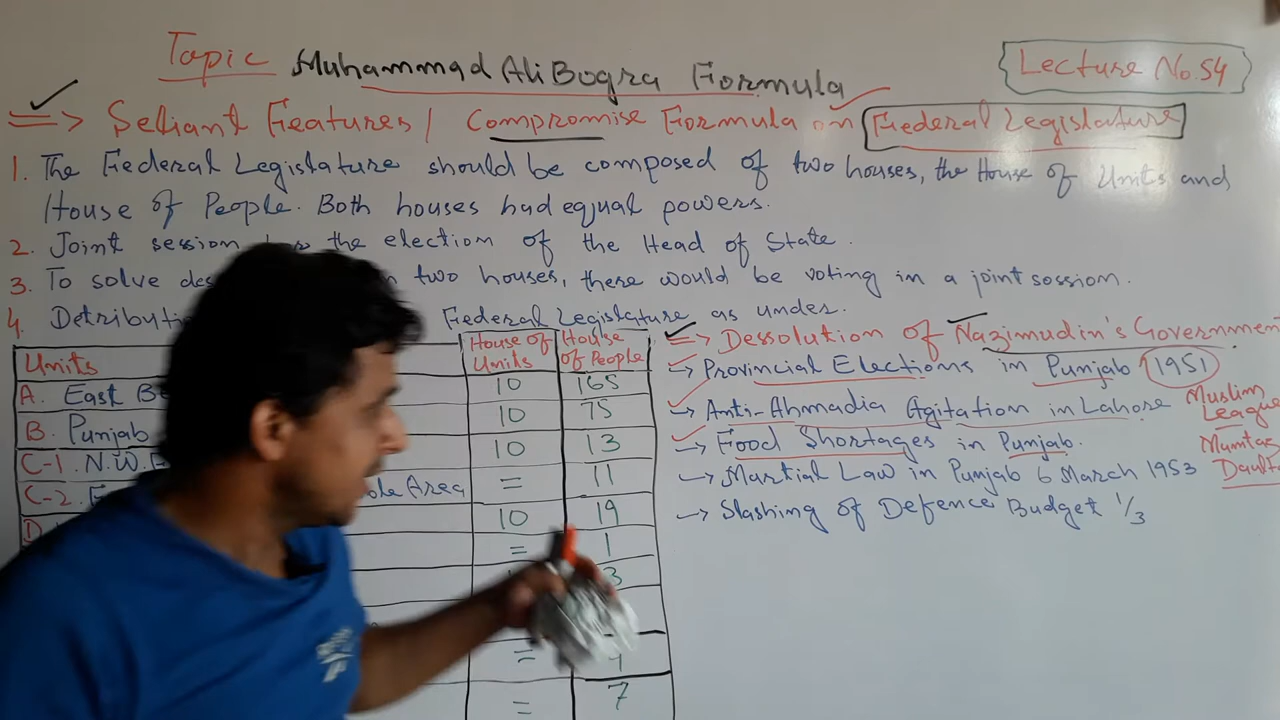 Topic Muhammad Ali Bogra Formula
Lecture No.54
=> Seliant Features/ Compromise Formula on Federal Legislature
1. The Federal Legislature should be composed of two houses, the House of Units and
House of People. Both houses had equal powers.
2. Joint session the election of the Head of State.
3. To solve two houses, there would be voting in a joint sossion.
4. Federal Legislature as under.
Units House of Units House of People
A. East 10 165
B. Punjab 10 75
C-1. N.W. 10 13
C-2. Area = 11
D 10 19
= 1
3
=
= 7
=> Dessolution of Nazimudin's Government
-> Provincial Elections in Punjab 1951
-> Anti-Ahmadia Agitation in Lahore
-> Food Shortages in Punjab.
-> Martial Law in Punjab 6 March 1953
-> Slashing of Defence Budget 1/3
Muslim
League
Mumtaz